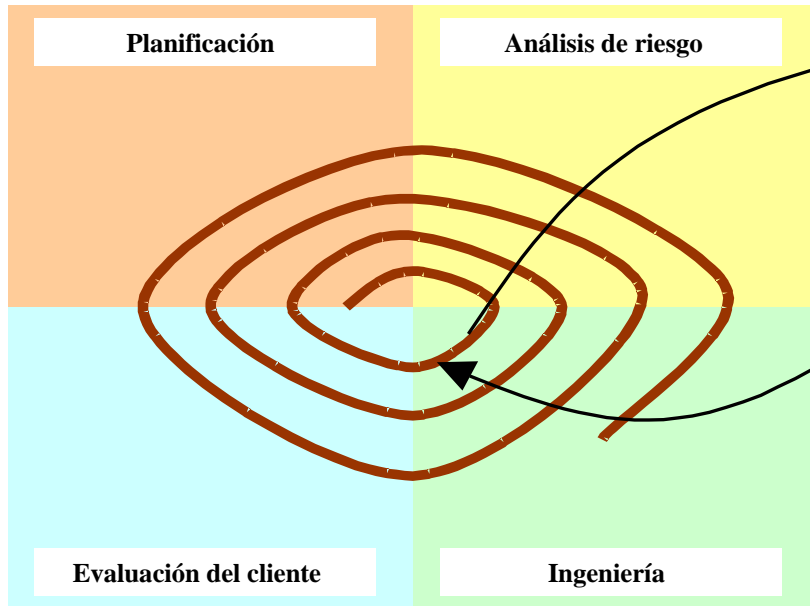 Planificación
Análisis de riesgo
Evaluación del cliente
Ingeniería